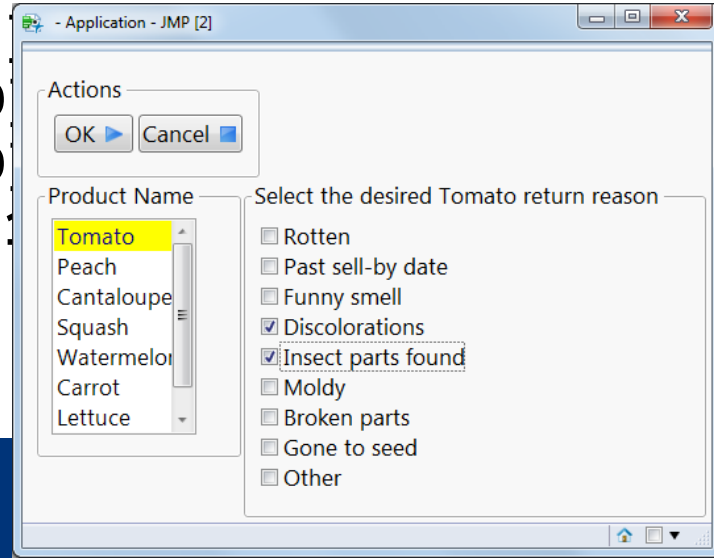 - Application - JMP [2]
Actions
OK
Cancel
Product Name
Tomato
Peach
Cantaloupe
Squash
Carrot
Lettuce
Select the desired Tomato return reason
Rotten
Past sell-by date
Funny smell
Discolorations
Insect parts found
Moldy
Broken parts
Gone to seed
Other